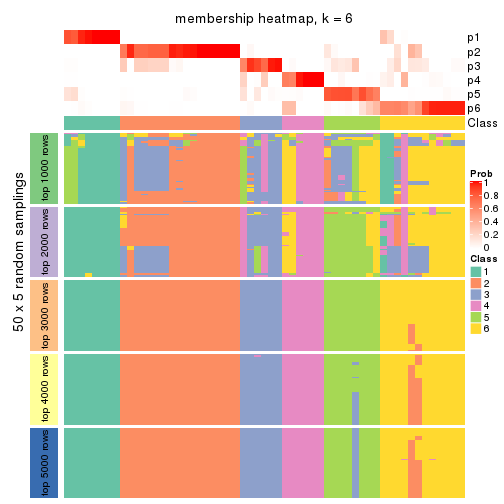 membership heatmap, k = 6
p1
p2
p3
p4
p5
p6
Class
50 x 5 random samplings
top 1000 rows
top 2000 rows
top 3000 rows
top 4000 rows
top 5000 rows
Prob
1
0.8
0.6
0.4
0.2
0
Class
1
2
3
4
5
6